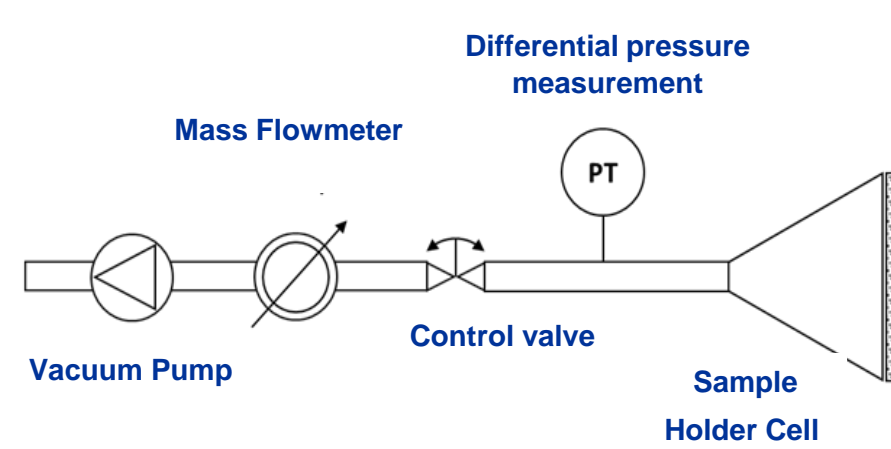 Differential pressure
measurement
Mass Flowmeter
PT
Control valve
Vacuum Pump
Sample
Holder Cell